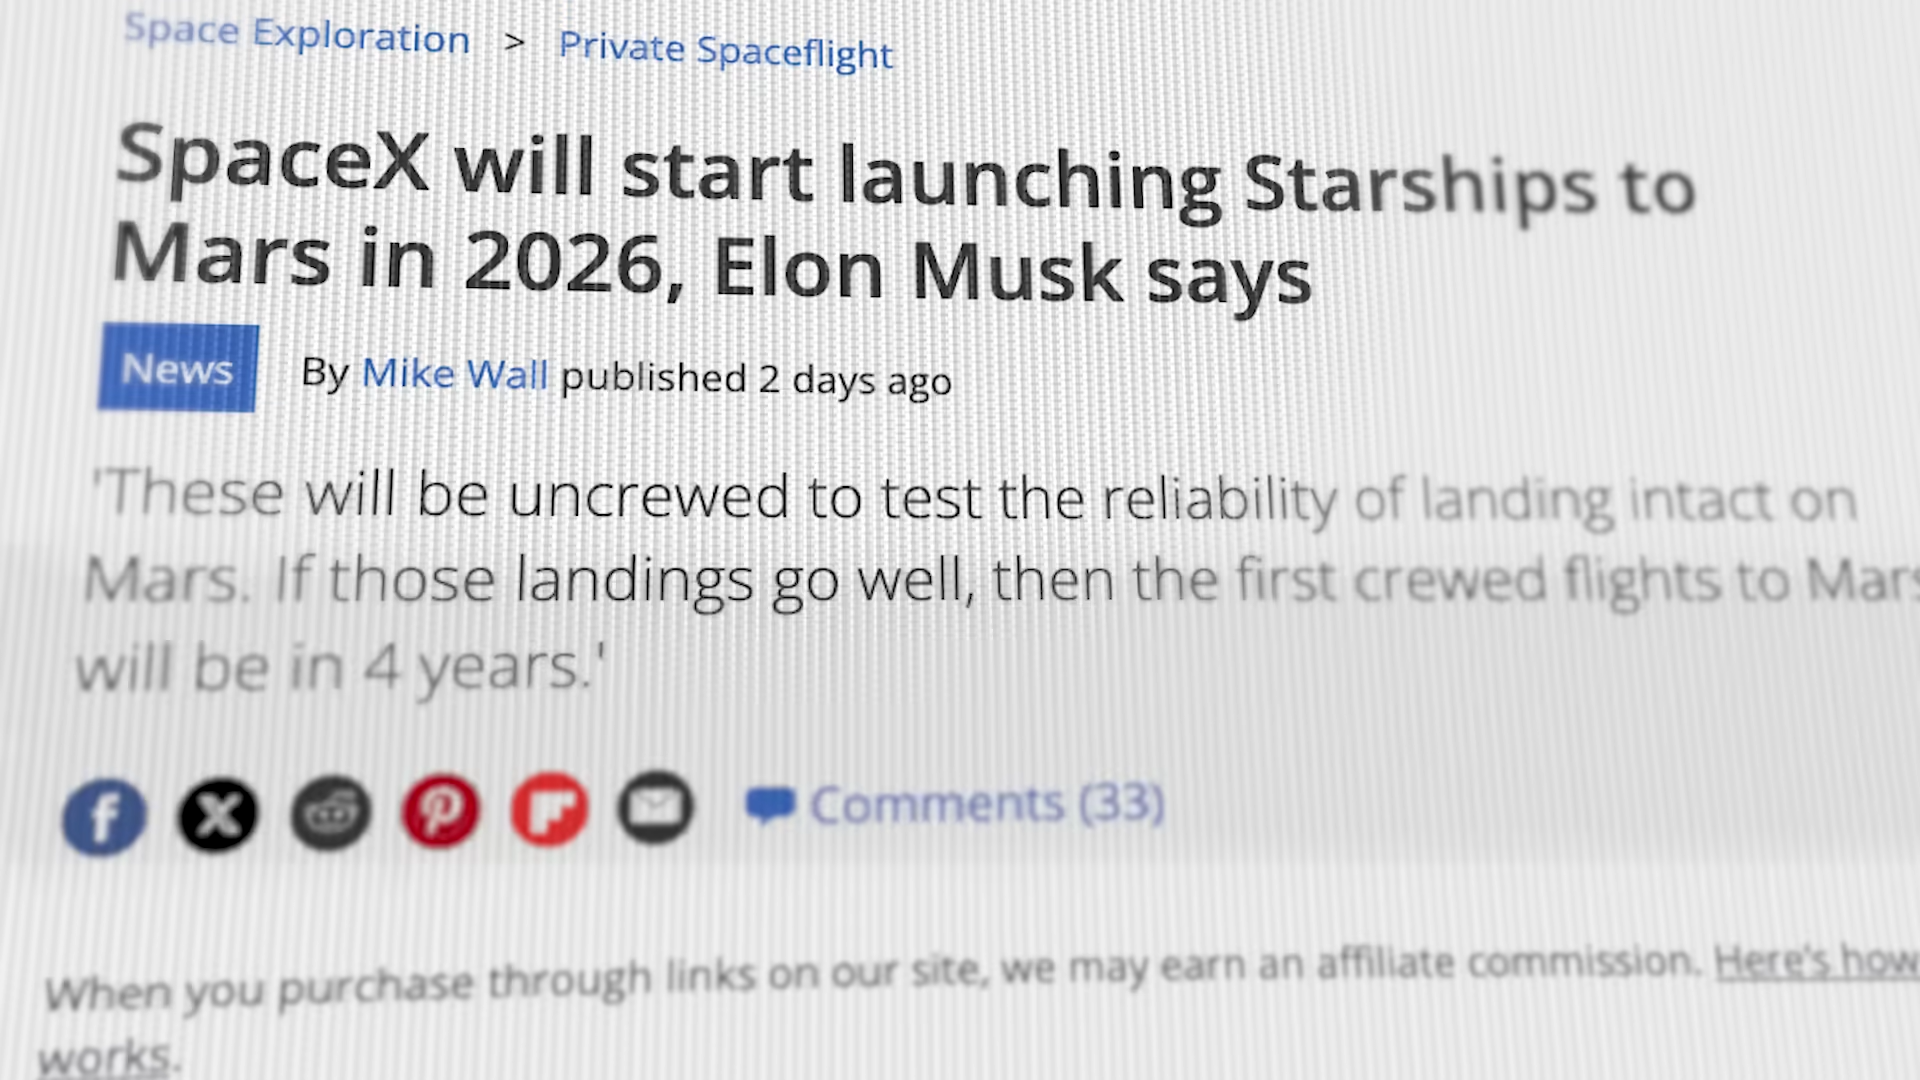 Space Exploration > Private Spaceflight
SpaceX will start launching Starships to
Mars in 2026, Elon Musk says
News By Mike Wall published 2 days ago
'These will be uncrewed to test the reliability of landing intact on
Mars. If those landings go well, then the first crewed flights to Mars
will be in 4 years.'
Comments (33)
When you purchase through links on our site, we may earn an affiliate commission. Here's how
works.